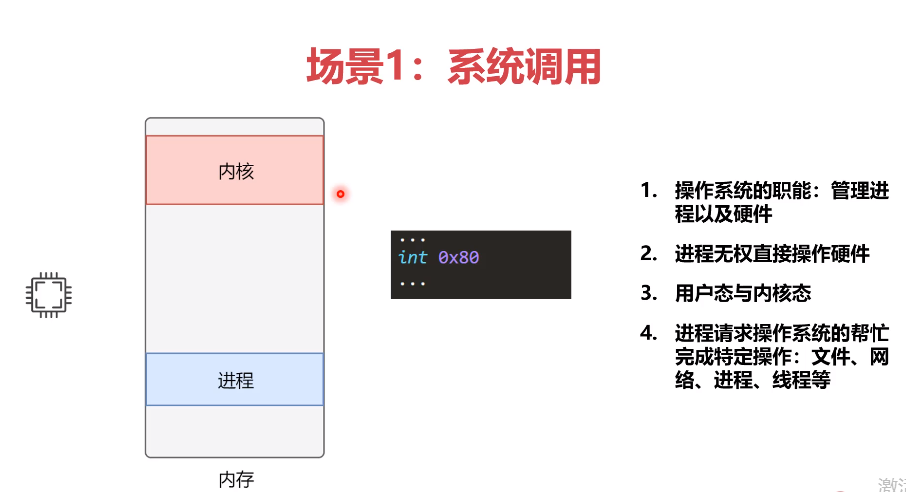 场景1：系统调用
内核
进程
内存
...
int 0x80
...
1. 操作系统的职能：管理进
程以及硬件
2. 进程无权直接操作硬件
3. 用户态与内核态
4. 进程请求操作系统的帮忙
完成特定操作：文件、网
络、进程、线程等
激活